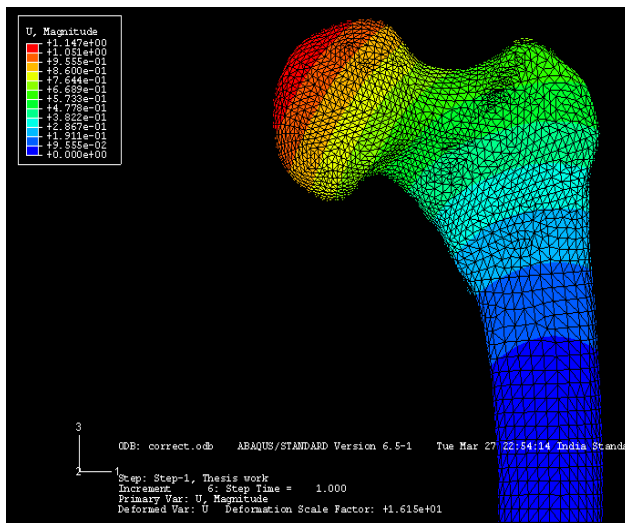 U, Magnitude
+1.147e+00
+1.051e+00
+9.555e-01
+8.600e-01
+7.644e-01
+6.689e-01
+5.733e-01
+4.778e-01
+3.822e-01
+2.867e-01
+1.911e-01
+9.555e-02
+0.000e+00
3
2
1
ODB: correct.odb ABAQUS/STANDARD Version 6.5-1 Tue Mar 27 22:54:14 India Standa
Step: Step-1, Thesis work
Increment 6: Step Time = 1.000
Primary Var: U, Magnitude
Deformed Var: U Deformation Scale Factor: +1.615e+01